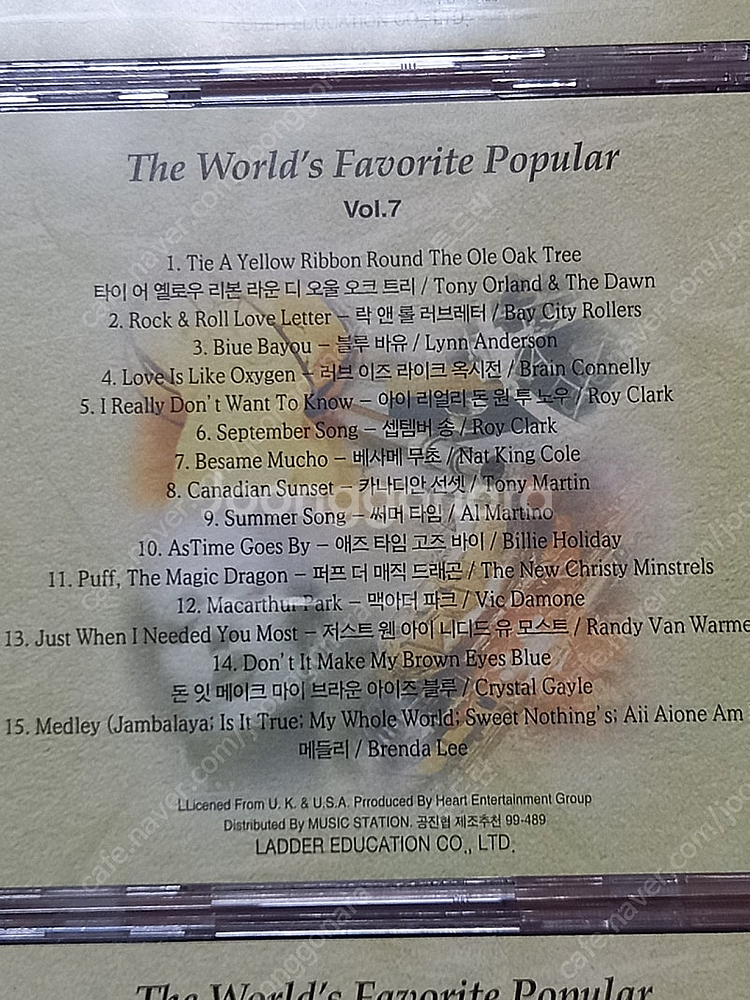 The World's Favorite Popular
Vol.7
1. Tie A Yellow Ribbon Round The Ole Oak Tree
타이 어 옐로우 리본 라운 디 오울 오크 트리 / Tony Orland & The Dawn
2. Rock & Roll Love Letter – 락 앤 롤 러브레터 / Bay City Rollers
3. Biue Bayou – 블루 바유 / Lynn Anderson
4. Love Is Like Oxygen – 러브 이즈 라이크 옥시전 / Brain Connelly
5. I Really Don't Want To Know – 아이 리얼리 돈 원 투 노우 / Roy Clark
6. September Song – 셉템버 송 / Roy Clark
7. Besame Mucho – 베사메 무초 / Nat King Cole
8. Canadian Sunset – 카나디안 선셋 / Tony Martin
9. Summer Song – 써머 타임 / Al Martino
10. AsTime Goes By – 애즈 타임 고즈 바이 / Billie Holiday
11. Puff, The Magic Dragon – 퍼프 더 매직 드래곤 / The New Christy Minstrels
12. Macarthur Park – 맥아더 파크 / Vic Damone
13. Just When I Needed You Most – 저스트 웬 아이 니디드 유 모스트 / Randy Van Warme
14. Don't It Make My Brown Eyes Blue
돈 잇 메이크 마이 브라운 아이즈 블루 / Crystal Gayle
15. Medley (Jambalaya; Is It True; My Whole World; Sweet Nothing's; Aii Aione Am
메들리 / Brenda Lee
LLicened From U. K. & U.S.A. Prroduced By Heart Entertainment Group
Distributed By MUSIC STATION. 공진협 제조추천 99-489
LADDER EDUCATION CO., LTD.
The World's Favorite Popular